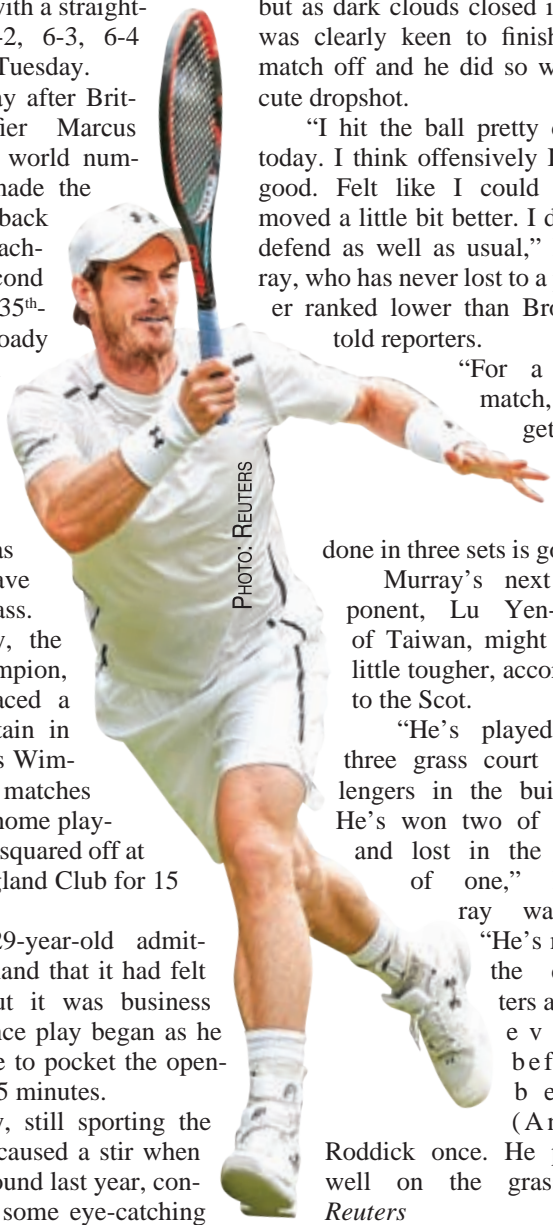 with a straight-
-2, 6-3, 6-4
Tuesday.
ay after Brit-
fier Marcus
world num-
made the
back
ach-
cond
35th-
oady
as
ave
ass.
y, the
mpion,
aced a
tain in
s Wim-
matches
home play-
squared off at
gland Club for 15
29-year-old admit-
hand that it had felt
ut it was business
nce play began as he
e to pocket the open-
5 minutes.
y, still sporting the
caused a stir when
ound last year, con-
some eye-catching
PHOTO: REUTERS
but as dark clouds closed i
was clearly keen to finish
match off and he did so w
cute dropshot.
“I hit the ball pretty
today. I think offensively I
good. Felt like I could
moved a little bit better. I d
defend as well as usual,”
ray, who has never lost to a
er ranked lower than Bro
told reporters.
“For a
match,
get
done in three sets is go
Murray’s next
ponent, Lu Yen-
of Taiwan, might
little tougher, acco
to the Scot.
“He’s played
three grass court
lengers in the bui
He’s won two of
and lost in the
of one,”
ray wa
“He’s
the
ters a
e v
bef
b e
(An
Roddick once. He p
well on the gras
Reuters